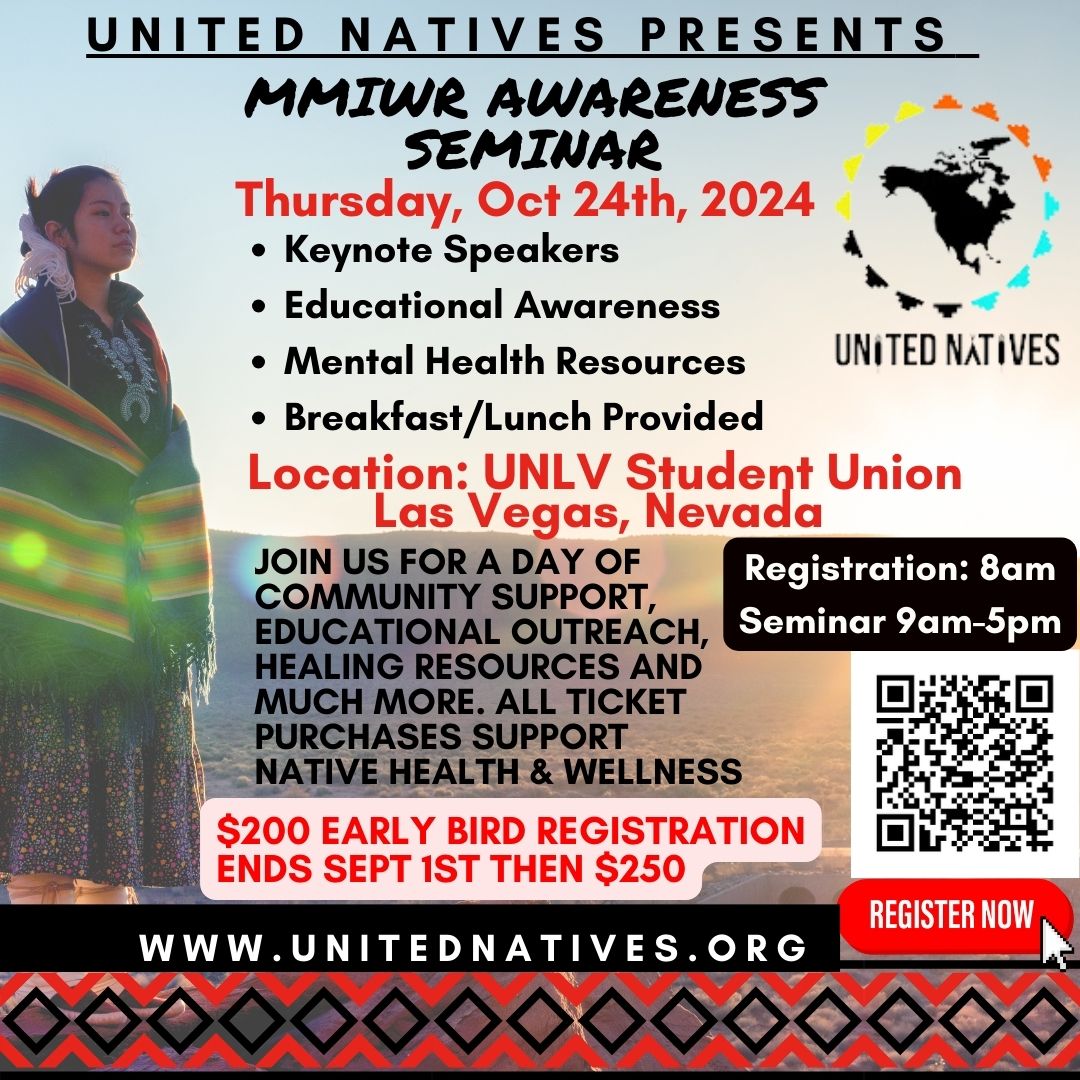 UNITED NATIVES PRESENTS
MMIWR AWARENESS
SEMINAR
Thursday, Oct 24th, 2024
• Keynote Speakers
• Educational Awareness
• Mental Health Resources
• Breakfast/Lunch Provided
UNITED NATIVES
Location: UNLV Student Union
Las Vegas, Nevada
JOIN US FOR A DAY OF
COMMUNITY SUPPORT,
EDUCATIONAL OUTREACH,
HEALING RESOURCES AND
MUCH MORE. ALL TICKET
PURCHASES SUPPORT
NATIVE HEALTH & WELLNESS
Registration: 8am
Seminar 9am-5pm
$200 EARLY BIRD REGISTRATION
ENDS SEPT 1ST THEN $250
REGISTER NOW
WWW.UNITEDNATIVES.ORG